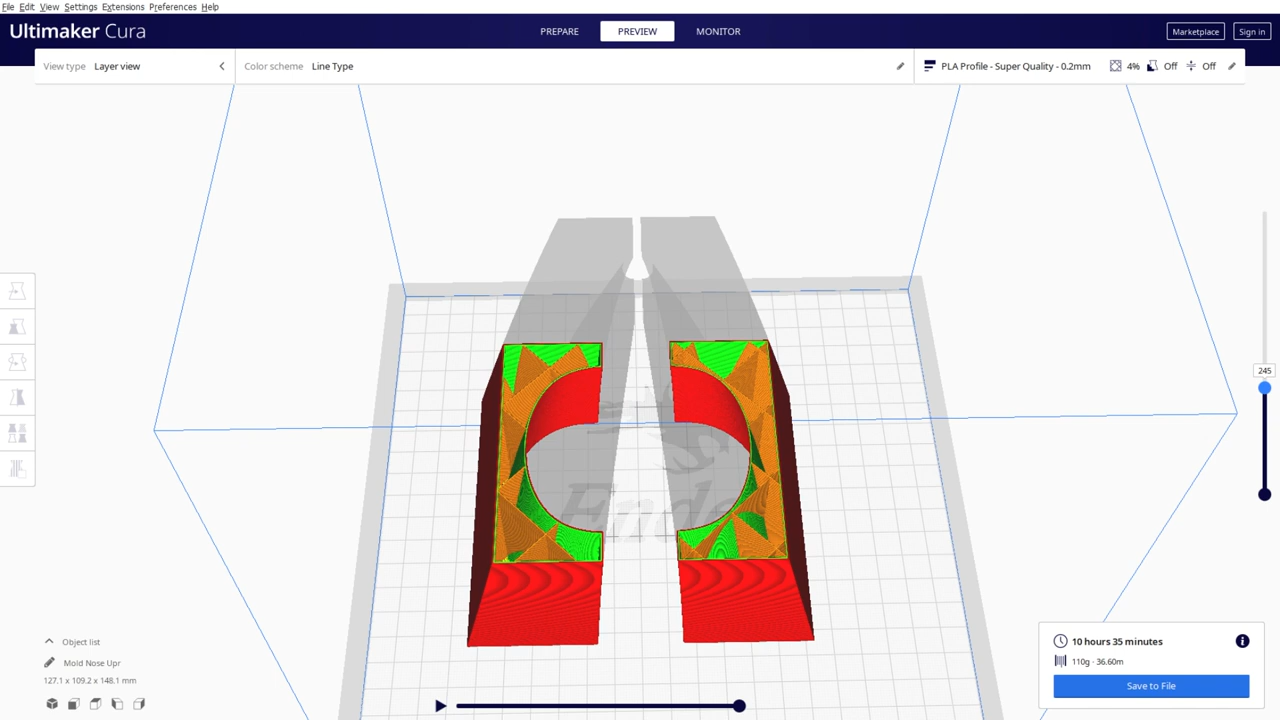 File Edit View Settings Extensions Preferences Help
Ultimaker Cura
PREPARE PREVIEW MONITOR
Marketplace Sign in
View type Layer view
Color scheme Line Type
PLA Profile - Super Quality - 0.2mm 4% Off Off
245
Ender
Object list
Mold Nose Upr
127.1 x 109.2 x 148.1 mm
10 hours 35 minutes
110g · 36.60m
Save to File